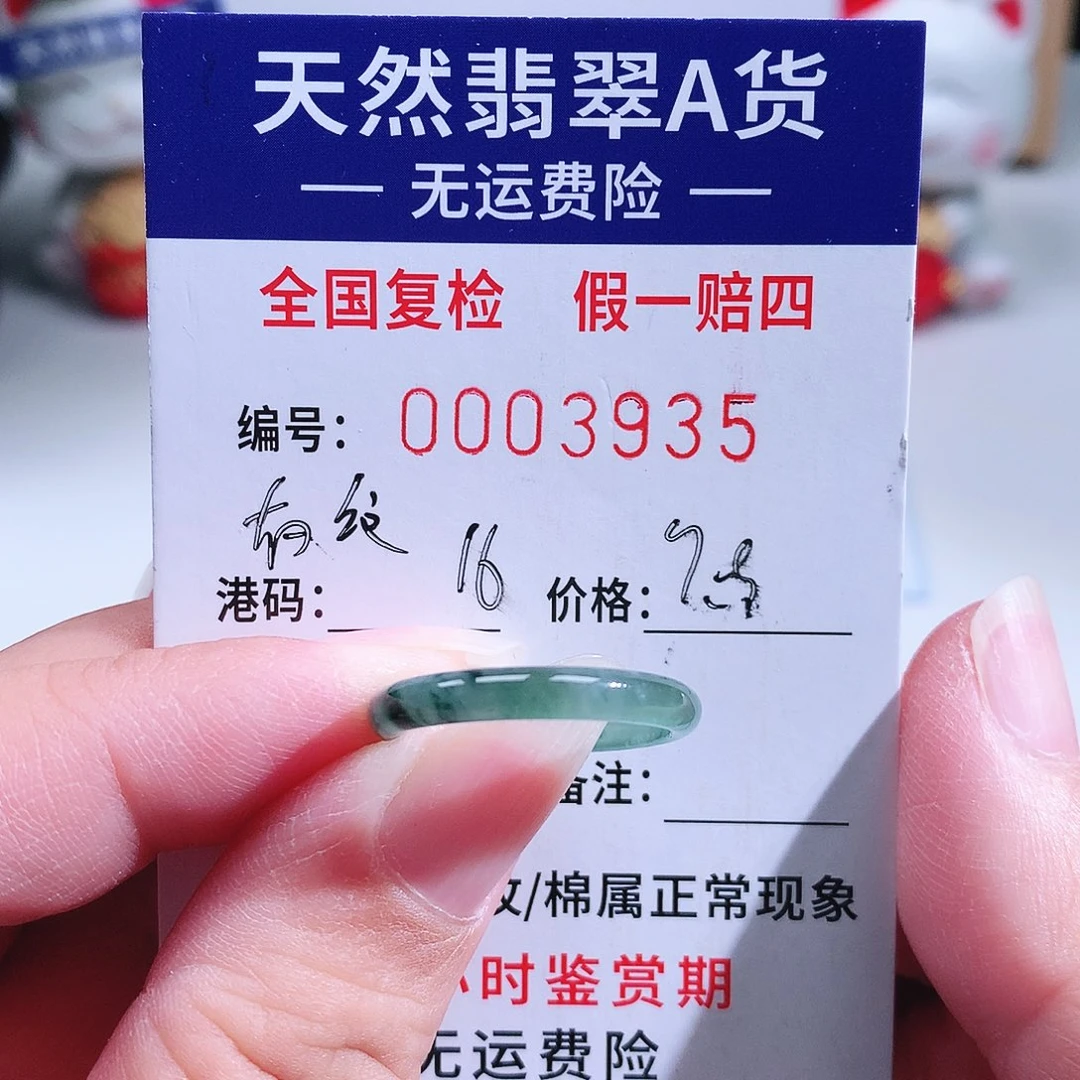 天然翡翠A货
— 无运费险 —
全国复检 假一赔四
编号: 0003935
有纹
港码: 16 价格:
备注:
纹/棉属正常现象
小时鉴赏期
无运费险